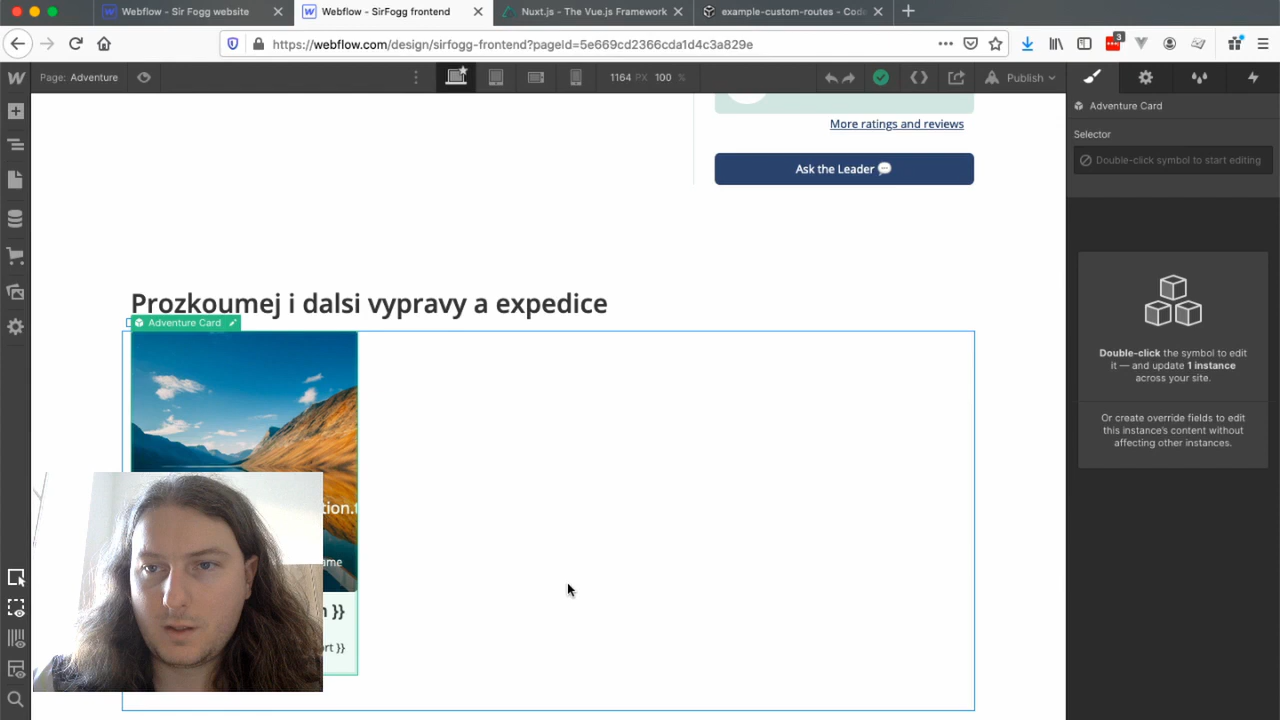 Webflow - Sir Fogg website
Webflow - SirFogg frontend
Nuxt.js - The Vue.js Framework
example-custom-routes - Code
https://webflow.com/design/sirfogg-frontend?pageId=5e669cd2366cda1d4c3a829e
3
Page: Adventure
1164 PX 100 %
Publish
Adventure Card
Selector
Double-click symbol to start editing
More ratings and reviews
Ask the Leader 💬
Prozkoumej i dalsi vypravy a expedice
Adventure Card
Double-click the symbol to edit
it — and update 1 instance
across your site.
Or create override fields to edit
this instance's content without
affecting other instances.